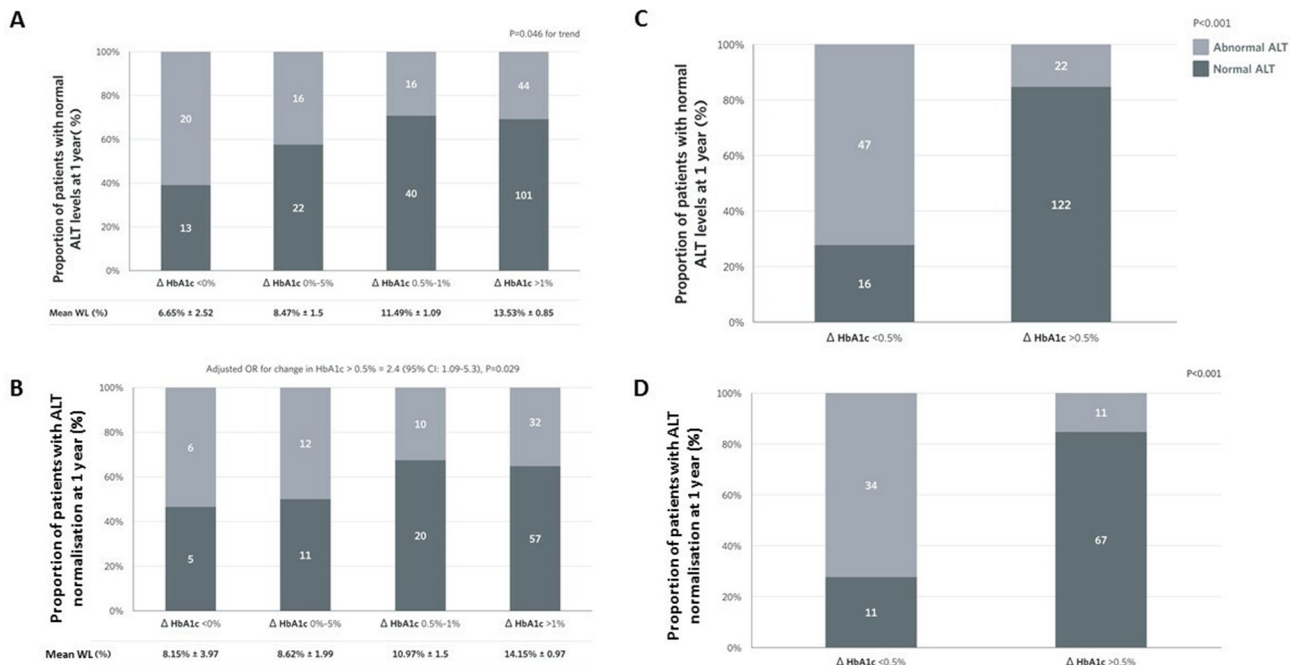 A
P=0.046 for trend
Proportion of patients with normal
ALT levels at 1 year( %)
100%
80%
60%
40%
20%
0%
20
16
16
44
13
22
40
101
Δ HbA1c <0%
Δ HbA1c 0%-5%
Δ HbA1c 0.5%-1%
Δ HbA1c >1%
Mean WL (%)
6.65% ± 2.52
8.47% ± 1.5
11.49% ± 1.09
13.53% ± 0.85
B
Adjusted OR for change in HbA1c > 0.5% = 2.4 (95% CI: 1.09-5.3), P=0.029
Proportion of patients with ALT
normalisation at 1 year (%)
100%
80%
60%
40%
20%
0%
6
12
10
32
5
11
20
57
Δ HbA1c <0%
Δ HbA1c 0%-5%
Δ HbA1c 0.5%-1%
Δ HbA1c >1%
Mean WL (%)
8.15% ± 3.97
8.62% ± 1.99
10.97% ± 1.5
14.15% ± 0.97
C
P<0.001
Abnormal ALT
Normal ALT
Proportion of patients with normal
ALT levels at 1 year (%)
100%
80%
60%
40%
20%
0%
47
22
16
122
Δ HbA1c <0.5%
Δ HbA1c >0.5%
D
P<0.001
Proportion of patients with ALT
normalisation at 1 year (%)
100%
80%
60%
40%
20%
0%
34
11
11
67
Δ HbA1c <0.5%
Δ HbA1c >0.5%